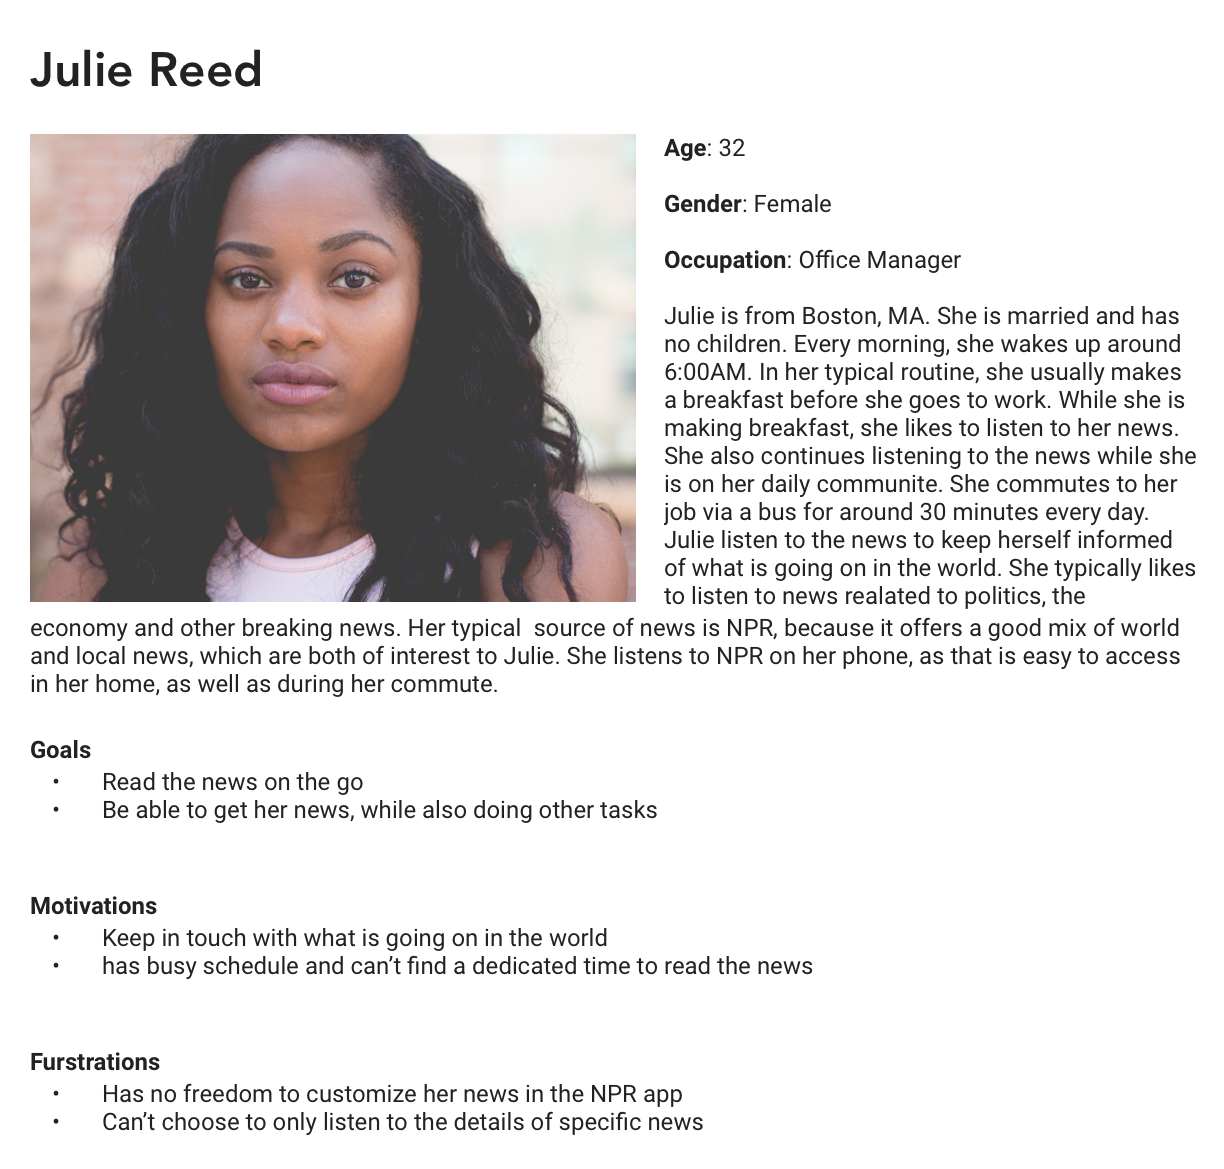 Julie Reed
Age: 32
Gender: Female
Occupation: Office Manager
Julie is from Boston, MA. She is married and has
no children. Every morning, she wakes up around
6:00AM. In her typical routine, she usually makes
a breakfast before she goes to work. While she is
making breakfast, she likes to listen to her news.
She also continues listening to the news while she
is on her daily communite. She commutes to her
job via a bus for around 30 minutes every day.
Julie listen to the news to keep herself informed
of what is going on in the world. She typically likes
to listen to news realated to politics, the
economy and other breaking news. Her typical  source of news is NPR, because it offers a good mix of world
and local news, which are both of interest to Julie. She listens to NPR on her phone, as that is easy to access
in her home, as well as during her commute.
Goals
• Read the news on the go
• Be able to get her news, while also doing other tasks
Motivations
• Keep in touch with what is going on in the world
• has busy schedule and can’t find a dedicated time to read the news
Furstrations
• Has no freedom to customize her news in the NPR app
• Can’t choose to only listen to the details of specific news